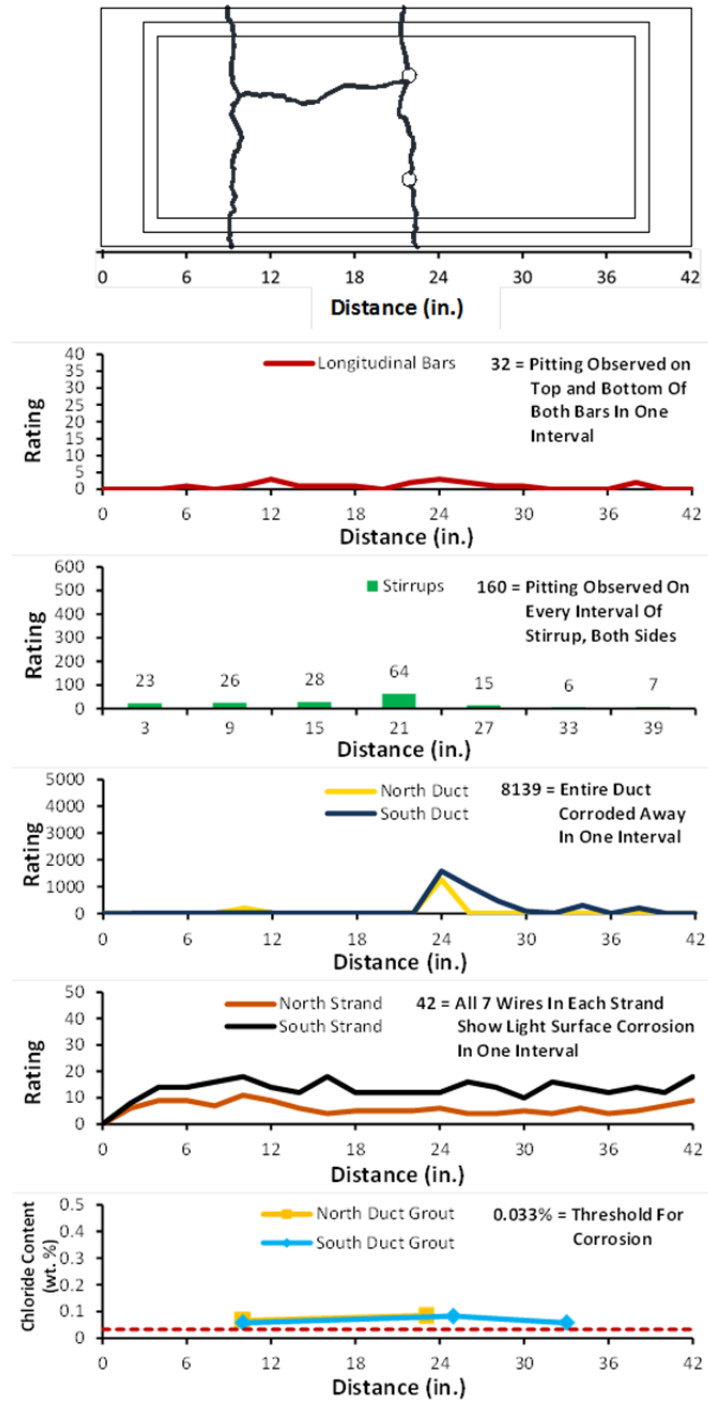 0 6 12 18 24 30 36 42
Distance (in.)
Rating
40
35
30
25
20
15
10
5
0
Longitudinal Bars
32 = Pitting Observed on
Top and Bottom Of
Both Bars In One
Interval
0 6 12 18 24 30 36 42
Distance (in.)
Rating
600
500
400
300
200
100
0
Stirrups
160 = Pitting Observed On
Every Interval Of
Stirrup, Both Sides
23 26 28 64 15 6 7
3 9 15 21 27 33 39
Distance (in.)
Rating
5000
4000
3000
2000
1000
0
North Duct
South Duct
8139 = Entire Duct
Corroded Away
In One Interval
0 6 12 18 24 30 36 42
Distance (in.)
Rating
50
40
30
20
10
0
North Strand
South Strand
42 = All 7 Wires In Each Strand
Show Light Surface Corrosion
In One Interval
0 6 12 18 24 30 36 42
Distance (in.)
Chloride Content
(wt. %)
0.5
0.4
0.3
0.2
0.1
0
North Duct Grout
South Duct Grout
0.033% = Threshold For
Corrosion
0 6 12 18 24 30 36 42
Distance (in.)